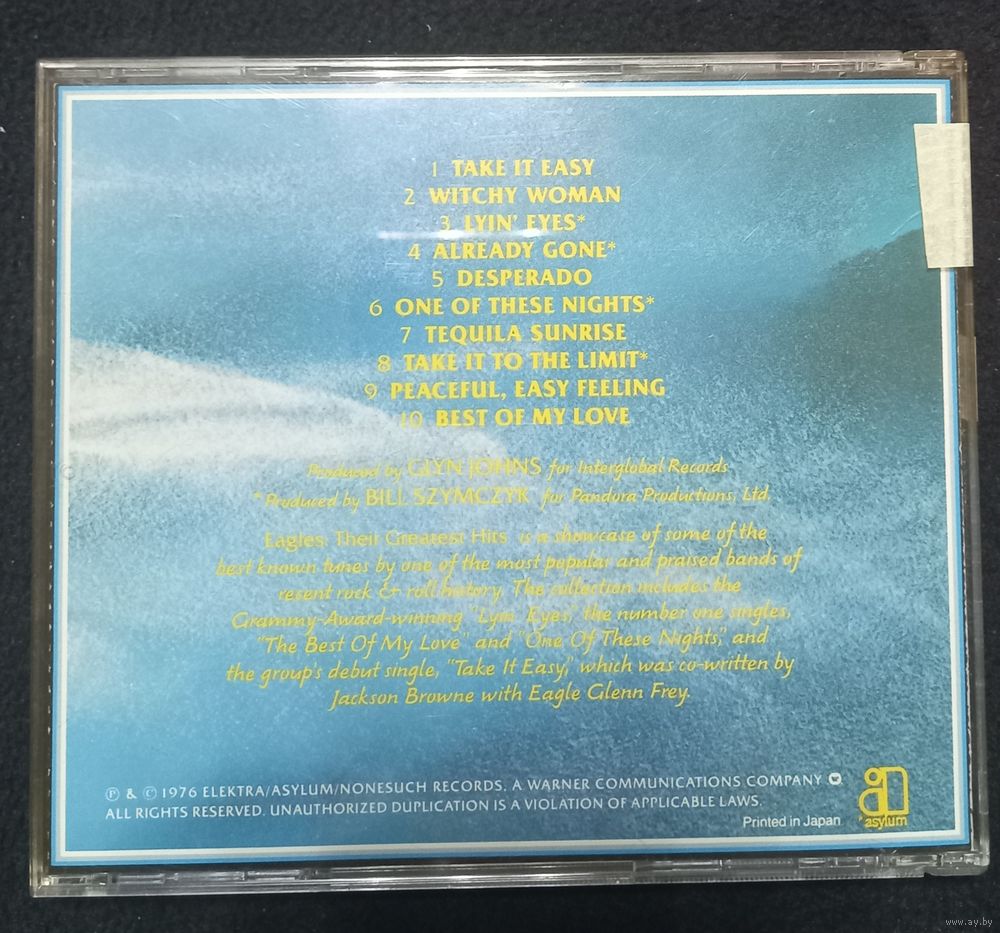 1 TAKE IT EASY
2 WITCHY WOMAN
3 LYIN' EYES*
4 ALREADY GONE*
5 DESPERADO
6 ONE OF THESE NIGHTS*
7 TEQUILA SUNRISE
8 TAKE IT TO THE LIMIT*
9 PEACEFUL, EASY FEELING
10 BEST OF MY LOVE
Produced by GLYN JOHNS for Interglobal Records
* Produced by BILL SZYMCZYK for Pandora Productions, Ltd.
Eagles: Their Greatest Hits is a showcase of some of the
best known tunes by one of the most popular and praised bands of
resent rock & roll history. The collection includes the
Grammy-Award-winning "Lyin' Eyes," the number one singles,
"The Best Of My Love" and "One Of These Nights," and
the group's debut single, "Take It Easy," which was co-written by
Jackson Browne with Eagle Glenn Frey.
℗ & © 1976 ELEKTRA/ASYLUM/NONESUCH RECORDS. A WARNER COMMUNICATIONS COMPANY
ALL RIGHTS RESERVED. UNAUTHORIZED DUPLICATION IS A VIOLATION OF APPLICABLE LAWS.
Printed in Japan
asylum
www.ay.by